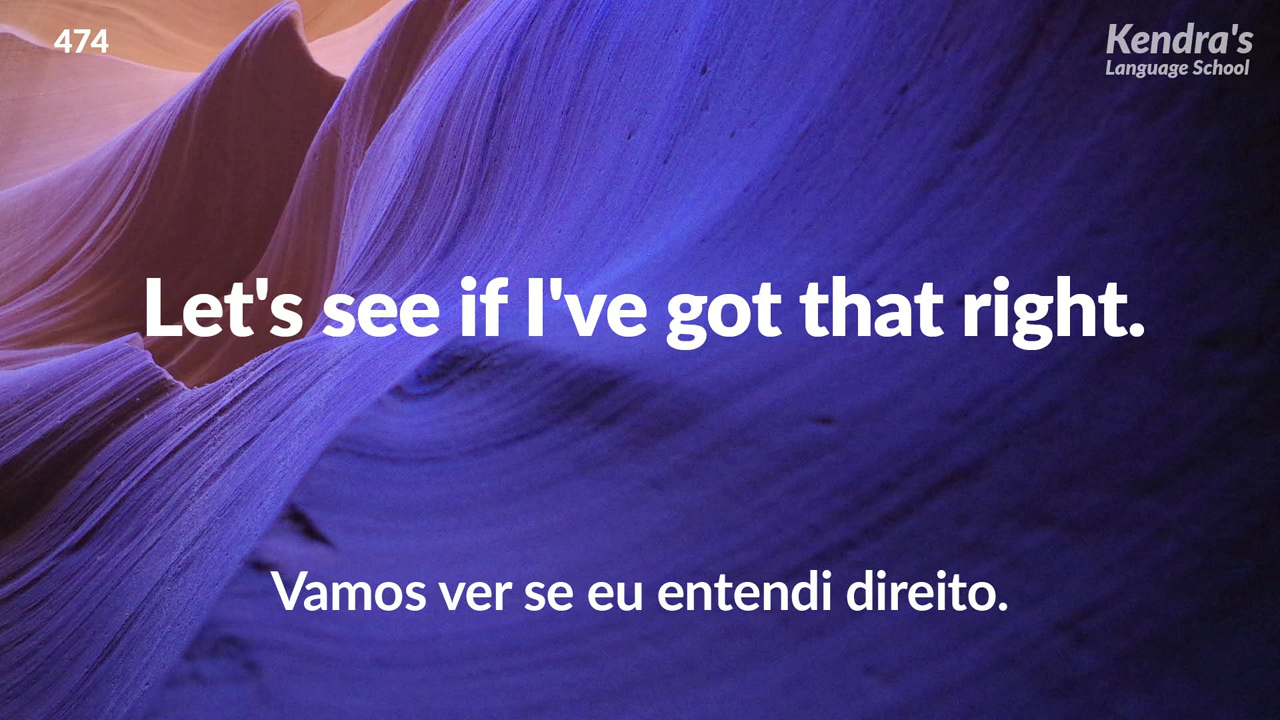 474
Kendra's
Language School
Let's see if I've got that right.
Vamos ver se eu entendi direito.